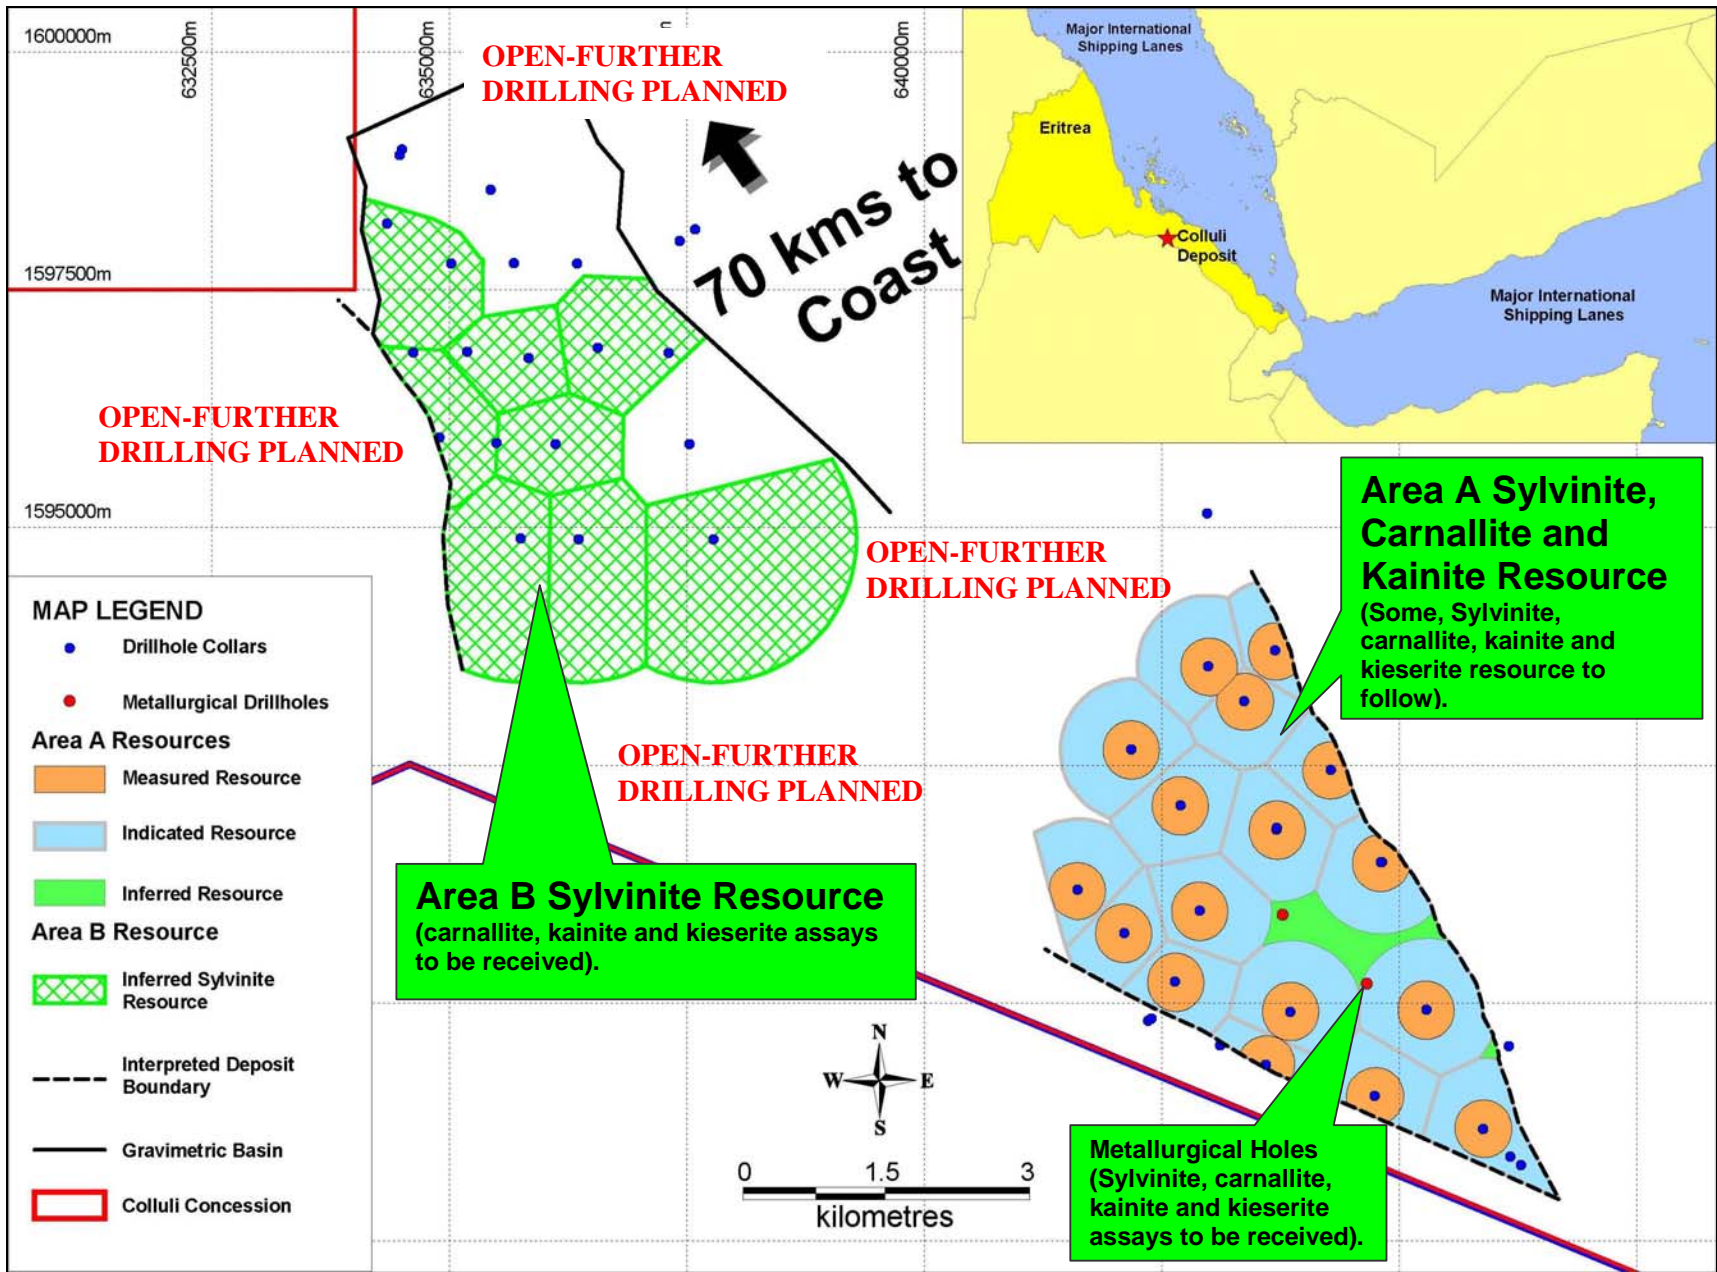 1600000m
632500m
635000m
640000m
OPEN-FURTHER
DRILLING PLANNED
70 kms to
Coast
1597500m
OPEN-FURTHER
DRILLING PLANNED
1595000m
OPEN-FURTHER
DRILLING PLANNED
OPEN-FURTHER
DRILLING PLANNED
Major International
Shipping Lanes
Eritrea
Colluli
Deposit
Major International
Shipping Lanes
Area A Sylvinite,
Carnallite and
Kainite Resource
(Some, Sylvinite,
carnallite, kainite and
kieserite resource to
follow).
MAP LEGEND
Drillhole Collars
Metallurgical Drillholes
Area A Resources
Measured Resource
Indicated Resource
Inferred Resource
Area B Resource
Inferred Sylvinite
Resource
Interpreted Deposit
Boundary
Gravimetric Basin
Colluli Concession
Area B Sylvinite Resource
(carnallite, kainite and kieserite assays
to be received).
N
W
E
S
0
1.5
3
kilometres
Metallurgical Holes
(Sylvinite, carnallite,
kainite and kieserite
assays to be received).